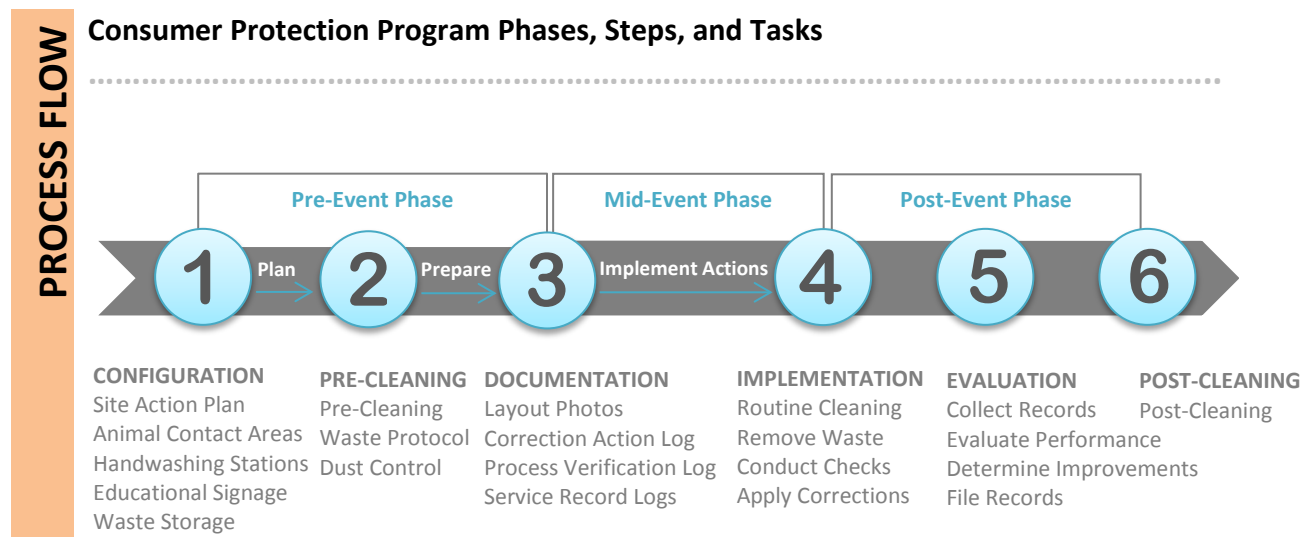 PROCESS FLOW
Consumer Protection Program Phases, Steps, and Tasks
Pre-Event Phase
Mid-Event Phase
Post-Event Phase
1
Plan
2
Prepare
3
Implement Actions
4
5
6
CONFIGURATION
Site Action Plan
Animal Contact Areas
Handwashing Stations
Educational Signage
Waste Storage
PRE-CLEANING
Pre-Cleaning
Waste Protocol
Dust Control
DOCUMENTATION
Layout Photos
Correction Action Log
Process Verification Log
Service Record Logs
IMPLEMENTATION
Routine Cleaning
Remove Waste
Conduct Checks
Apply Corrections
EVALUATION
Collect Records
Evaluate Performance
Determine Improvements
File Records
POST-CLEANING
Post-Cleaning